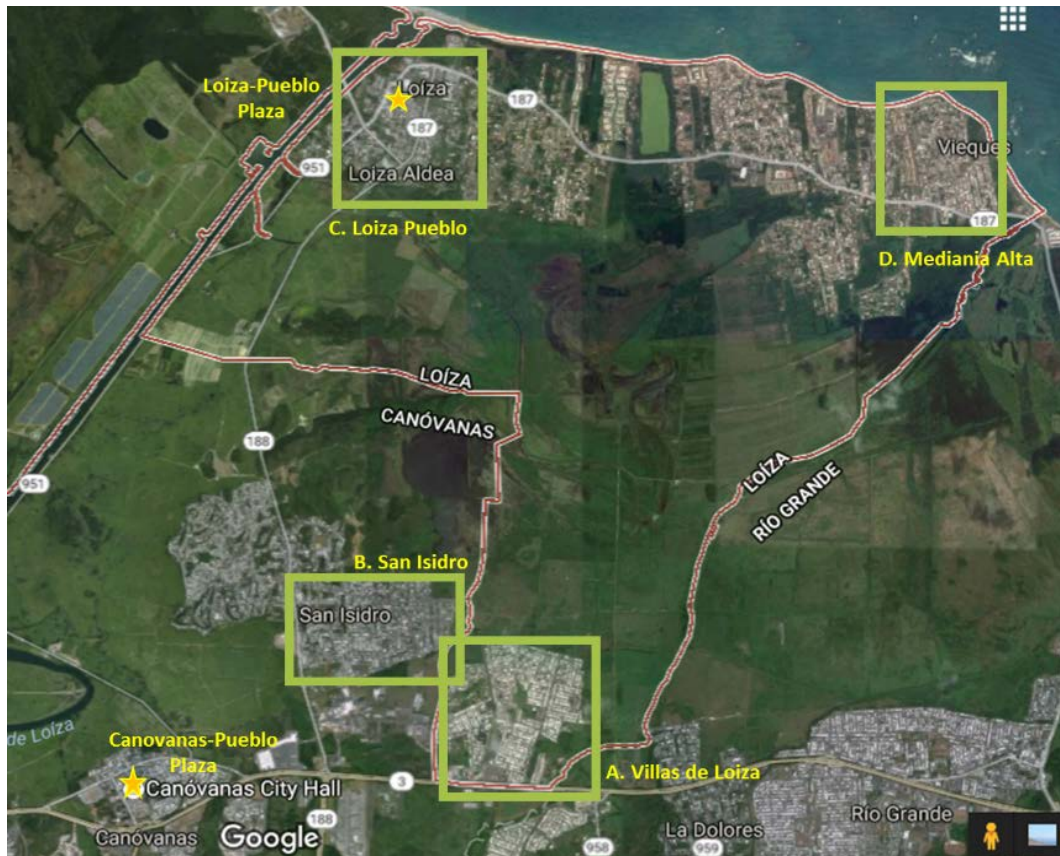 Loiza-Pueblo
Plaza
Loíza
187
187
951
Loiza Aldea
C. Loiza Pueblo
Vieques
187
D. Mediania Alta
LOÍZA
CANÓVANAS
188
951
LOÍZA
RÍO GRANDE
B. San Isidro
San Isidro
de Loíza
Canovanas-Pueblo
Plaza
Canóvanas City Hall
3
A. Villas de Loiza
Canóvanas
Google
188
958
La Dolores
959
Río Grande